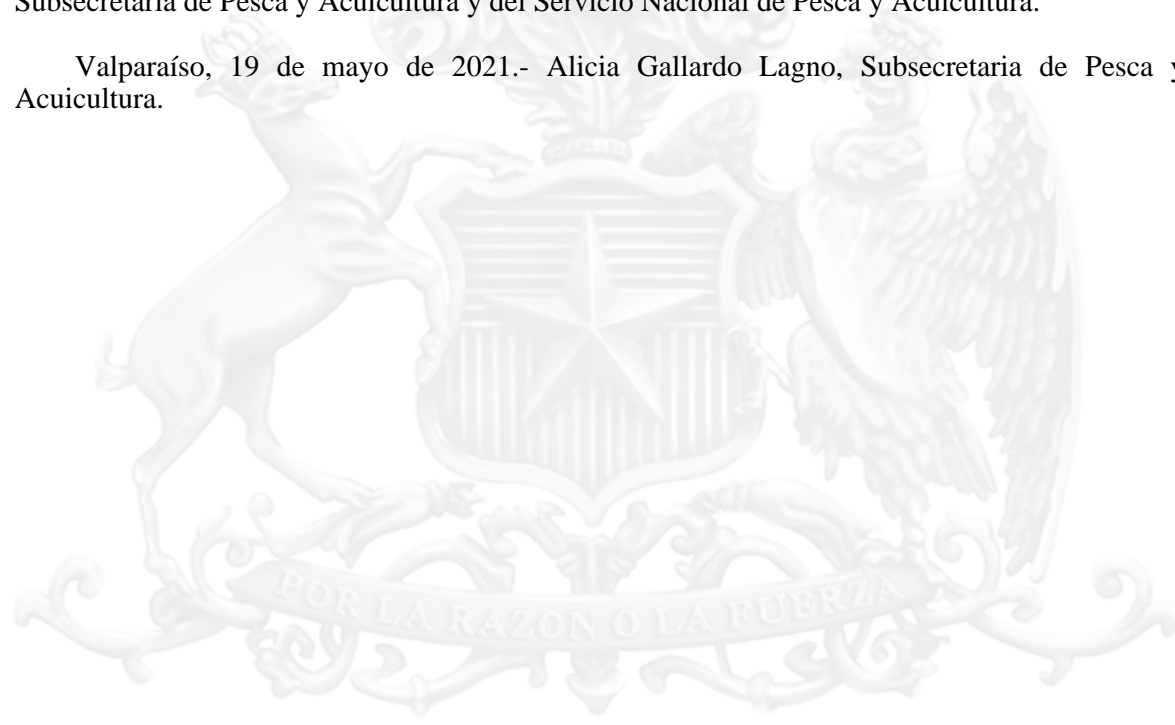 Subsecretaría de Pesca y Acuicultura y del Servicio Nacional de Pesca y Acuicultura.
Valparaíso, 19 de mayo de 2021.- Alicia Gallardo Lagno, Subsecretaria de Pesca y
Acuicultura.
POR LA RAZON O LA FUERZA